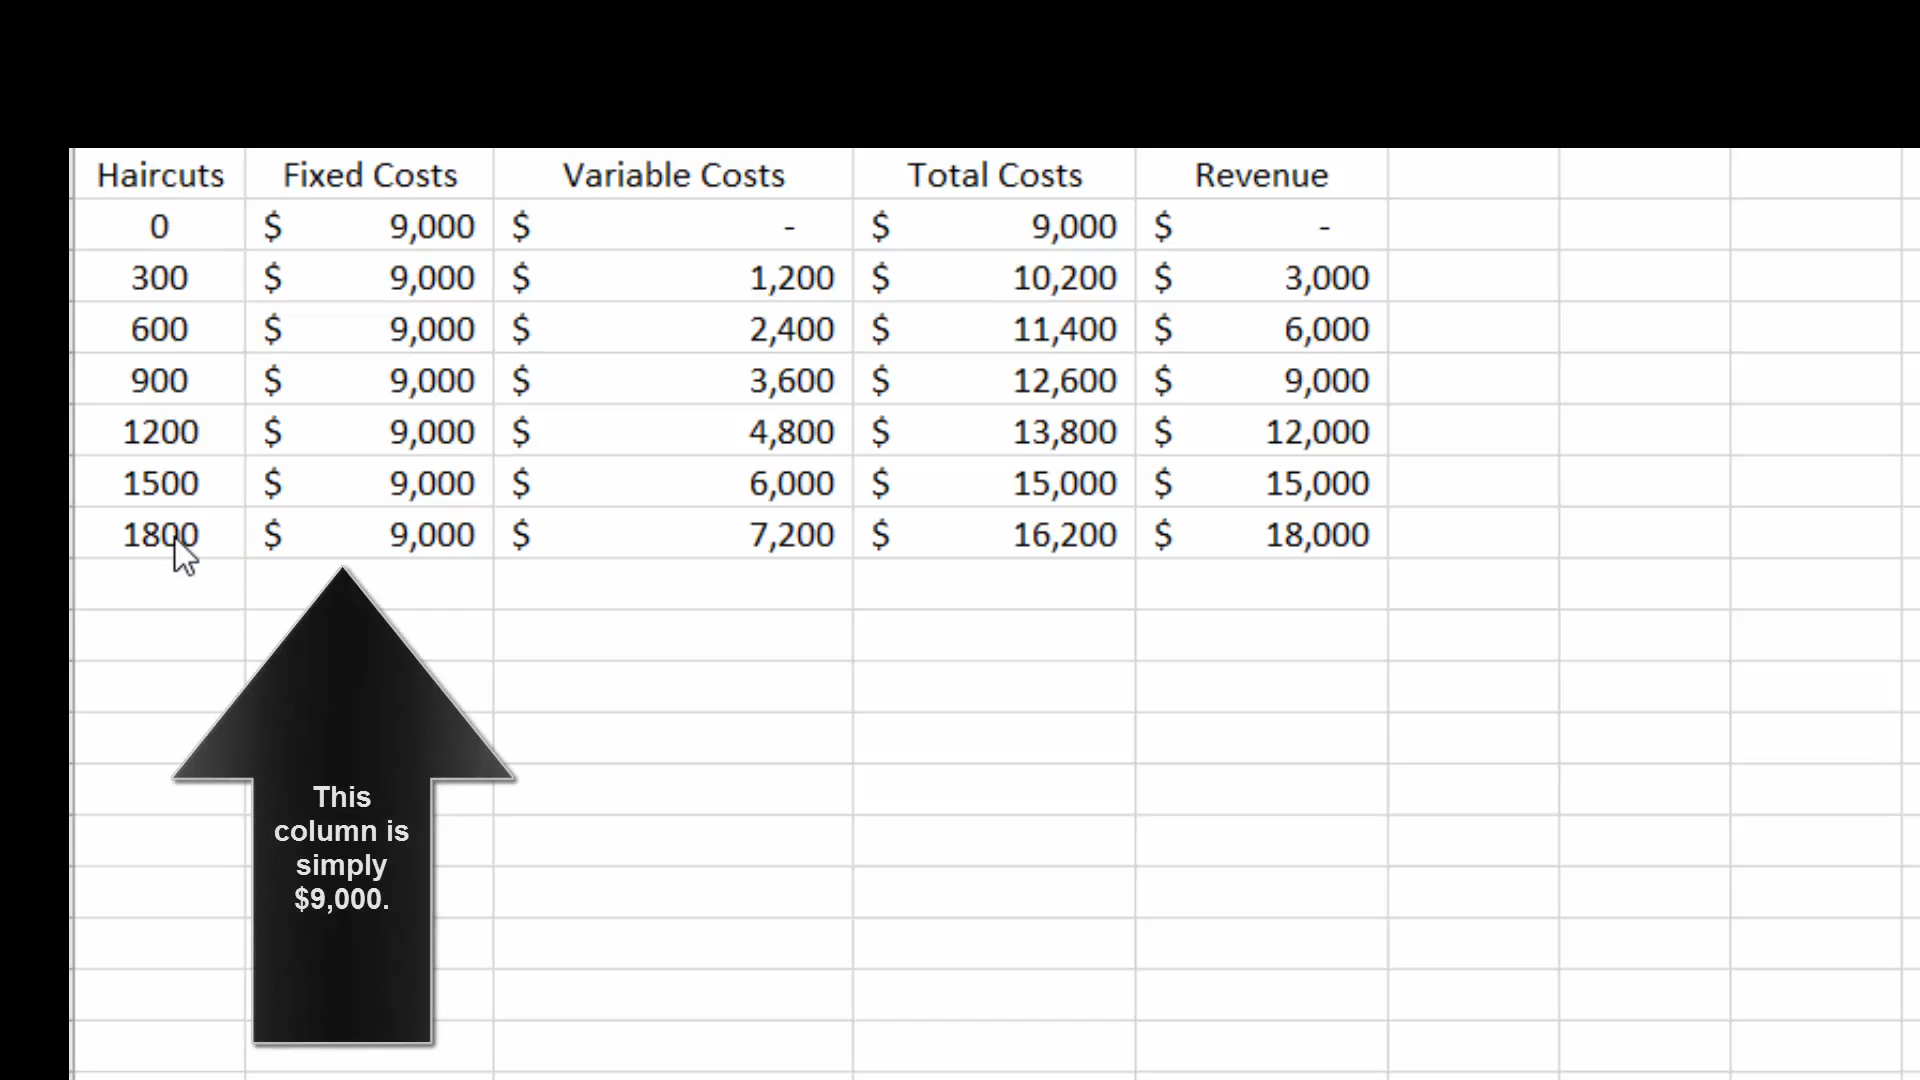 Haircuts Fixed Costs Variable Costs Total Costs Revenue
0 $ 9,000 $ - $ 9,000 $ -
300 $ 9,000 $ 1,200 $ 10,200 $ 3,000
600 $ 9,000 $ 2,400 $ 11,400 $ 6,000
900 $ 9,000 $ 3,600 $ 12,600 $ 9,000
1200 $ 9,000 $ 4,800 $ 13,800 $ 12,000
1500 $ 9,000 $ 6,000 $ 15,000 $ 15,000
1800 $ 9,000 $ 7,200 $ 16,200 $ 18,000
This
column is
simply
$9,000.